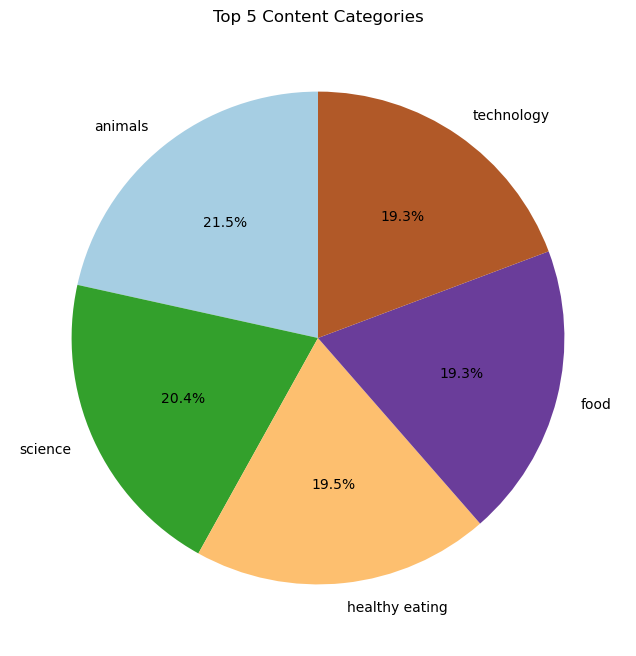 Top 5 Content Categories
technology
animals
19.3%
21.5%
19.3%
20.4%
food
science
19.5%
healthy eating